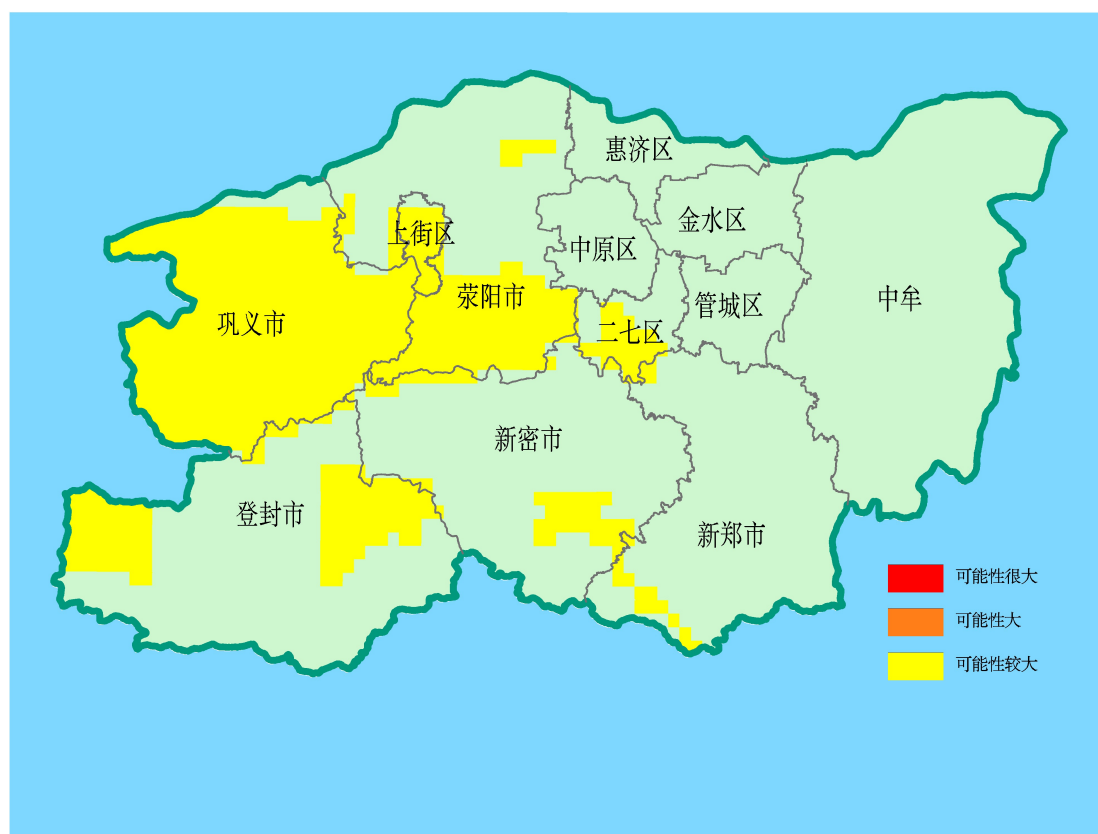 惠济区
金水区
上街区
中原区
荥阳市
管城区
中牟
巩义市
二七区
新密市
登封市
新郑市
可能性很大
可能性大
可能性较大